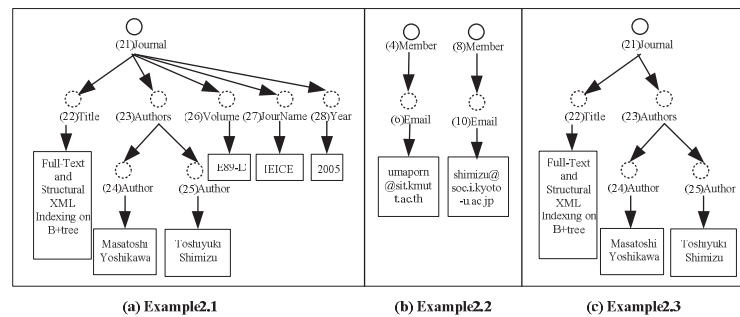 (21)Journal
(22)Title
(23)Authors
(26)Volume
(27)JourName
(28)Year
Full-Text
and
Structural
XML
Indexing on
B+tree
(24)Author
(25)Author
E89-D
IEICE
2005
Masatoshi
Yoshikawa
Toshiyuki
Shimizu
(a) Example2.1
(4)Member
(8)Member
(6)Email
(10)Email
umaporn
@sit.kmut
t.ac.th
shimizu@
soc.i.kyoto
-u.ac.jp
(b) Example2.2
(21)Journal
(22)Title
(23)Authors
Full-Text
and
Structural
XML
Indexing on
B+tree
(24)Author
(25)Author
Masatoshi
Yoshikawa
Toshiyuki
Shimizu
(c) Example2.3